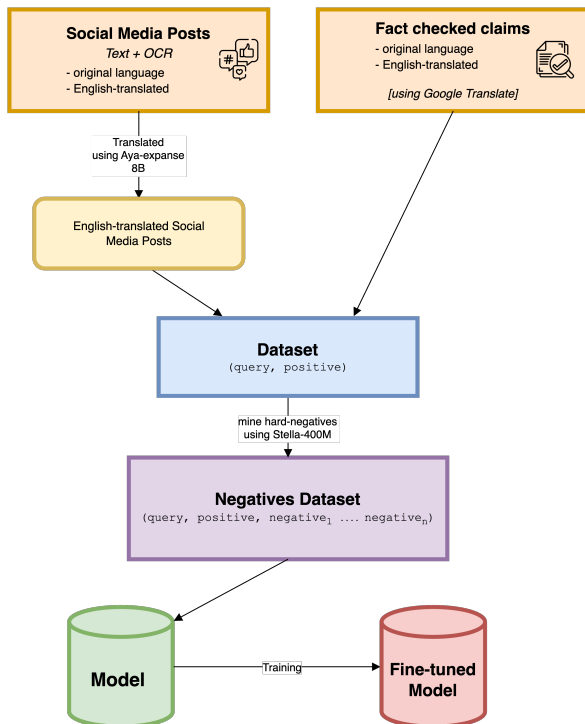 Social Media Posts
Text + OCR
- original language
- English-translated
#
Fact checked claims
- original language
- English-translated
[using Google Translate]
Translated
using Aya-expanse
8B
English-translated Social
Media Posts
Dataset
(query, positive)
mine hard-negatives
using Stella-400M
Negatives Dataset
(query, positive, negative₁ .... negativeₙ)
Model
Training
Fine-tuned
Model